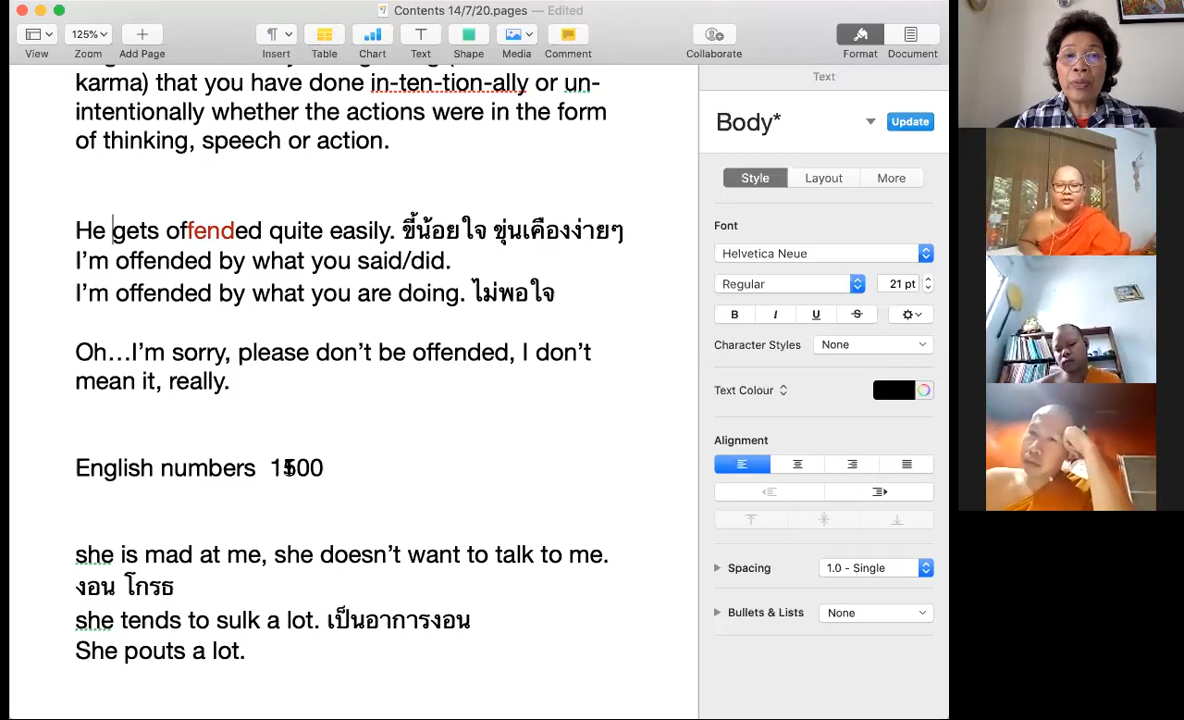 Contents 14/7/20.pages — Edited
View
125%
Zoom
Add Page
Insert
Table
Chart
Text
Shape
Media
Comment
Collaborate
Format
Document
karma) that you have done in-ten-tion-ally or un-
intentionally whether the actions were in the form
of thinking, speech or action.
He gets offended quite easily. ขี้น้อยใจ ขุ่นเคืองง่ายๆ
I’m offended by what you said/did.
I’m offended by what you are doing. ไม่พอใจ
Oh…I’m sorry, please don’t be offended, I don’t
mean it, really.
English numbers 1500
she is mad at me, she doesn’t want to talk to me.
งอน โกรธ
she tends to sulk a lot. เป็นอาการงอน
She pouts a lot.
Text
Body*
Update
Style
Layout
More
Font
Helvetica Neue
Regular
21 pt
B I U S
Character Styles
None
Text Colour
Alignment
Spacing
1.0 - Single
Bullets & Lists
None